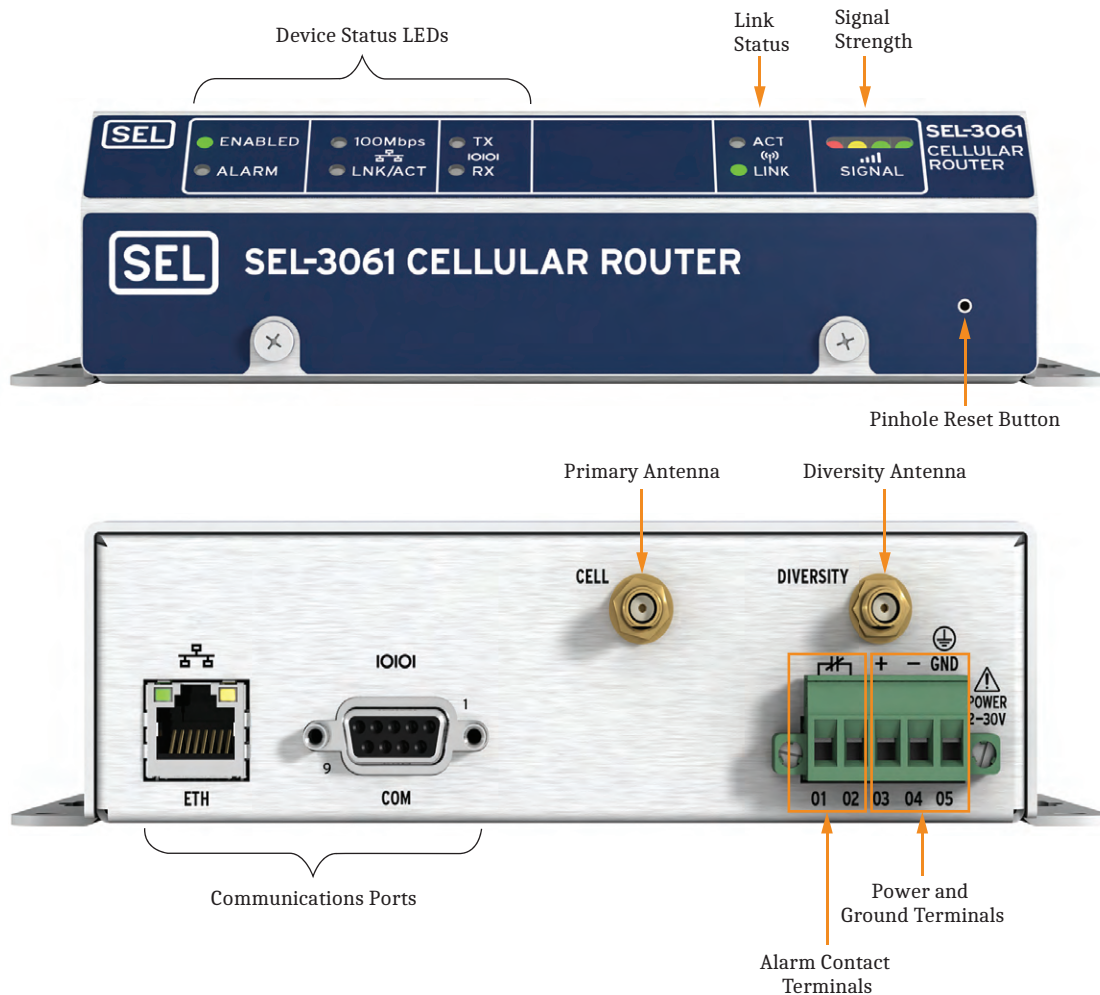 Device Status LEDs
Link
Status
Signal
Strength
SEL
ENABLED
ALARM
100Mbps
LNK/ACT
TX
IOIOI
RX
ACT
LINK
SIGNAL
SEL-3061
CELLULAR
ROUTER
SEL
SEL-3061 CELLULAR ROUTER
Pinhole Reset Button
Primary Antenna
Diversity Antenna
CELL
DIVERSITY
IOIOI
1
9
ETH
COM
+
–
GND
POWER
2–30V
01
02
03
04
05
Communications Ports
Power and
Ground Terminals
Alarm Contact
Terminals